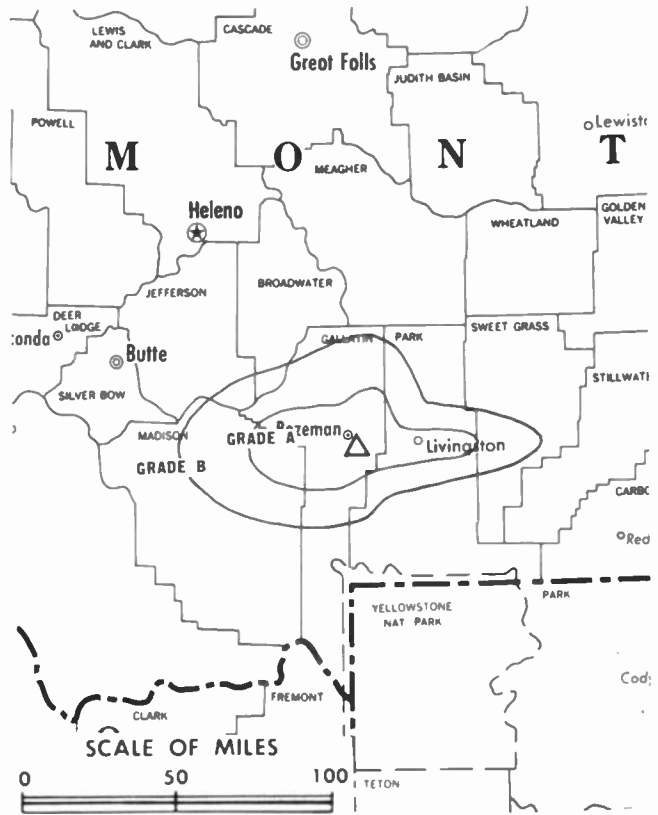 LEWIS
AND CLARK
CASCADE
Great Folls
JUDITH BASIN
POWELL
Lewist
M O N T
MEAGHER
Heleno
GOLDEN
VALLEY
WHEATLAND
BROADWATER
JEFFERSON
DEER
LODGE
conda
GALLATIN
PARK
SWEET GRASS
Butte
STILLWAT
SILVER BOW
MADISON
GRADE A
Bozeman
Livingston
GRADE B
CARBO
Red
PARK
YELLOWSTONE
NAT PARK
Cody
FREMONT
CLARK
SCALE OF MILES
0 50 100
TETON